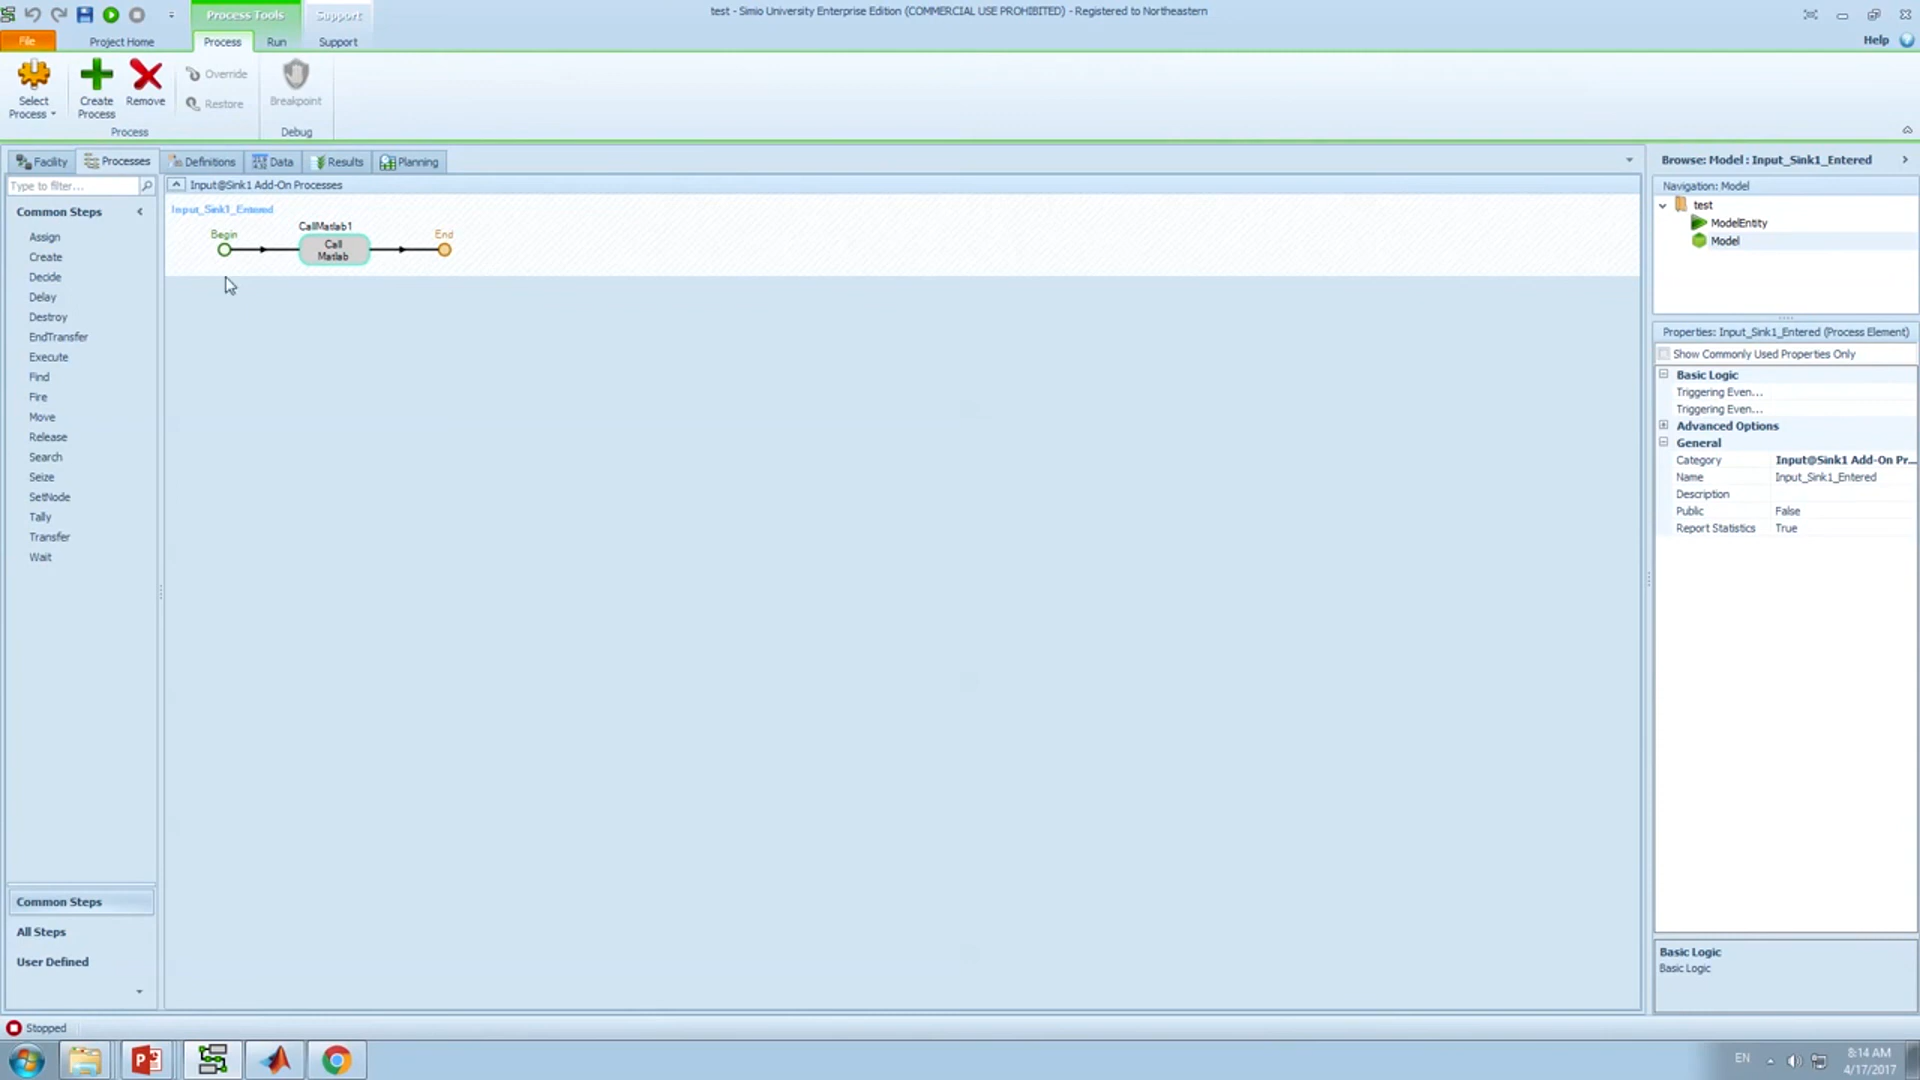 test - Simio University Enterprise Edition (COMMERCIAL USE PROHIBITED) - Registered to Northeastern
Process Tools
Support
File
Project Home
Process
Run
Support
Help
Select Process
Create Process
Remove
Override
Restore
Breakpoint
Process
Debug
Facility
Processes
Definitions
Data
Results
Planning
Type to filter...
Common Steps
Assign
Create
Decide
Delay
Destroy
EndTransfer
Execute
Find
Fire
Move
Release
Search
Seize
SetNode
Tally
Transfer
Wait
Common Steps
All Steps
User Defined
Input@Sink1 Add-On Processes
Input_Sink1_Entered
Begin
CallMatlab1
Call
Matlab
End
Browse: Model : Input_Sink1_Entered
Navigation: Model
test
ModelEntity
Model
Properties: Input_Sink1_Entered (Process Element)
Show Commonly Used Properties Only
Basic Logic
Triggering Even...
Triggering Even...
Advanced Options
General
Category Input@Sink1 Add-On Pr...
Name Input_Sink1_Entered
Description
Public False
Report Statistics True
Basic Logic
Basic Logic
Stopped
EN
8:14 AM
4/17/2017